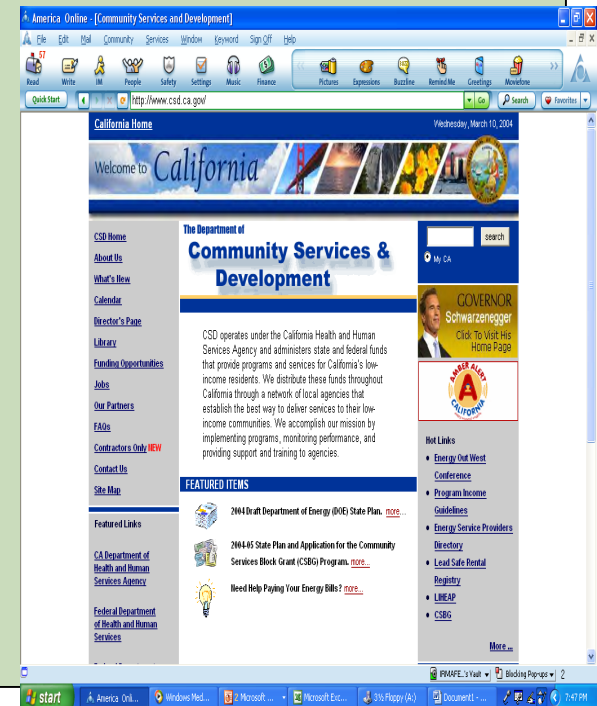 America Online - [Community Services and Development]
File Edit Mail Community Services Window Keyword Sign Off Help
57
Read Write IM People Safety Settings Music Finance Pictures Expressions Buzzline Remind Me Greetings Moviefone
Quick Start http://www.csd.ca.gov/ Go Search Favorites
California Home Wednesday, March 10, 2004
Welcome to California
CSD Home
About Us
What's New
Calendar
Director's Page
Library
Funding Opportunities
Jobs
Our Partners
FAQs
Contractors Only NEW
Contact Us
Site Map
Featured Links
CA Department of
Health and Human
Services Agency
Federal Department
of Health and Human
Services
The Department of
Community Services &
Development
CSD operates under the California Health and Human
Services Agency and administers state and federal funds
that provide programs and services for California's low-
income residents. We distribute these funds throughout
California through a network of local agencies that
establish the best way to deliver services to their low-
income communities. We accomplish our mission by
implementing programs, monitoring performance, and
providing support and training to agencies.
FEATURED ITEMS
2004 Draft Department of Energy (DOE) State Plan. more...
2004-05 State Plan and Application for the Community
Services Block Grant (CSBG) Program. more...
Need Help Paying Your Energy Bills? more...
search
My CA
GOVERNOR
Schwarzenegger
Click To Visit His
Home Page
AMBER ALERT
A
CALIFORNIA
Hot Links
Energy Out West
Conference
Program Income
Guidelines
Energy Service Providers
Directory
Lead Safe Rental
Registry
LIHEAP
CSBG
More ...
Vault Blocking Pop-ups 2
start America Onli... Windows Med... 2 Microsoft ... Microsoft Exc... 3½ Floppy (A:) Document1 - ... 7:47 PM